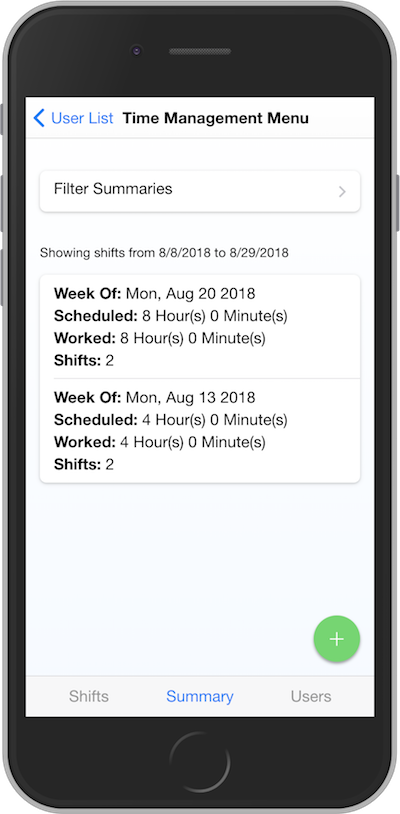 User List Time Management Menu
Filter Summaries
Showing shifts from 8/8/2018 to 8/29/2018
Week Of: Mon, Aug 20 2018
Scheduled: 8 Hour(s) 0 Minute(s)
Worked: 8 Hour(s) 0 Minute(s)
Shifts: 2
Week Of: Mon, Aug 13 2018
Scheduled: 4 Hour(s) 0 Minute(s)
Worked: 4 Hour(s) 0 Minute(s)
Shifts: 2
+
Shifts Summary Users